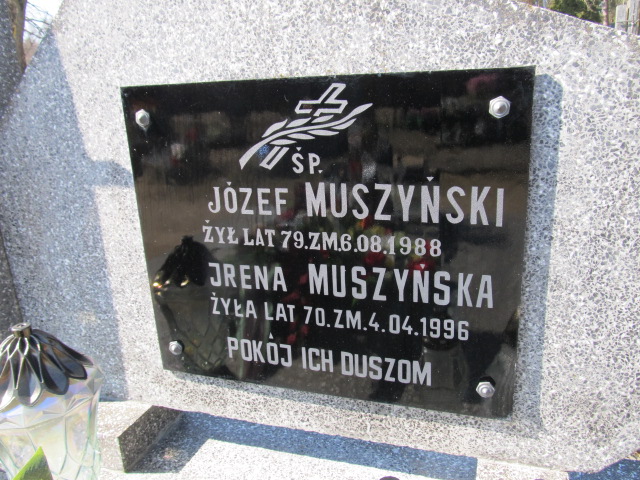 ŚP.
JÓZEF MUSZYŃSKI
ŻYŁ LAT 79. ZM. 6.08.1988
IRENA MUSZYŃSKA
ŻYŁA LAT 70. ZM. 4.04.1996
POKÓJ ICH DUSZOM